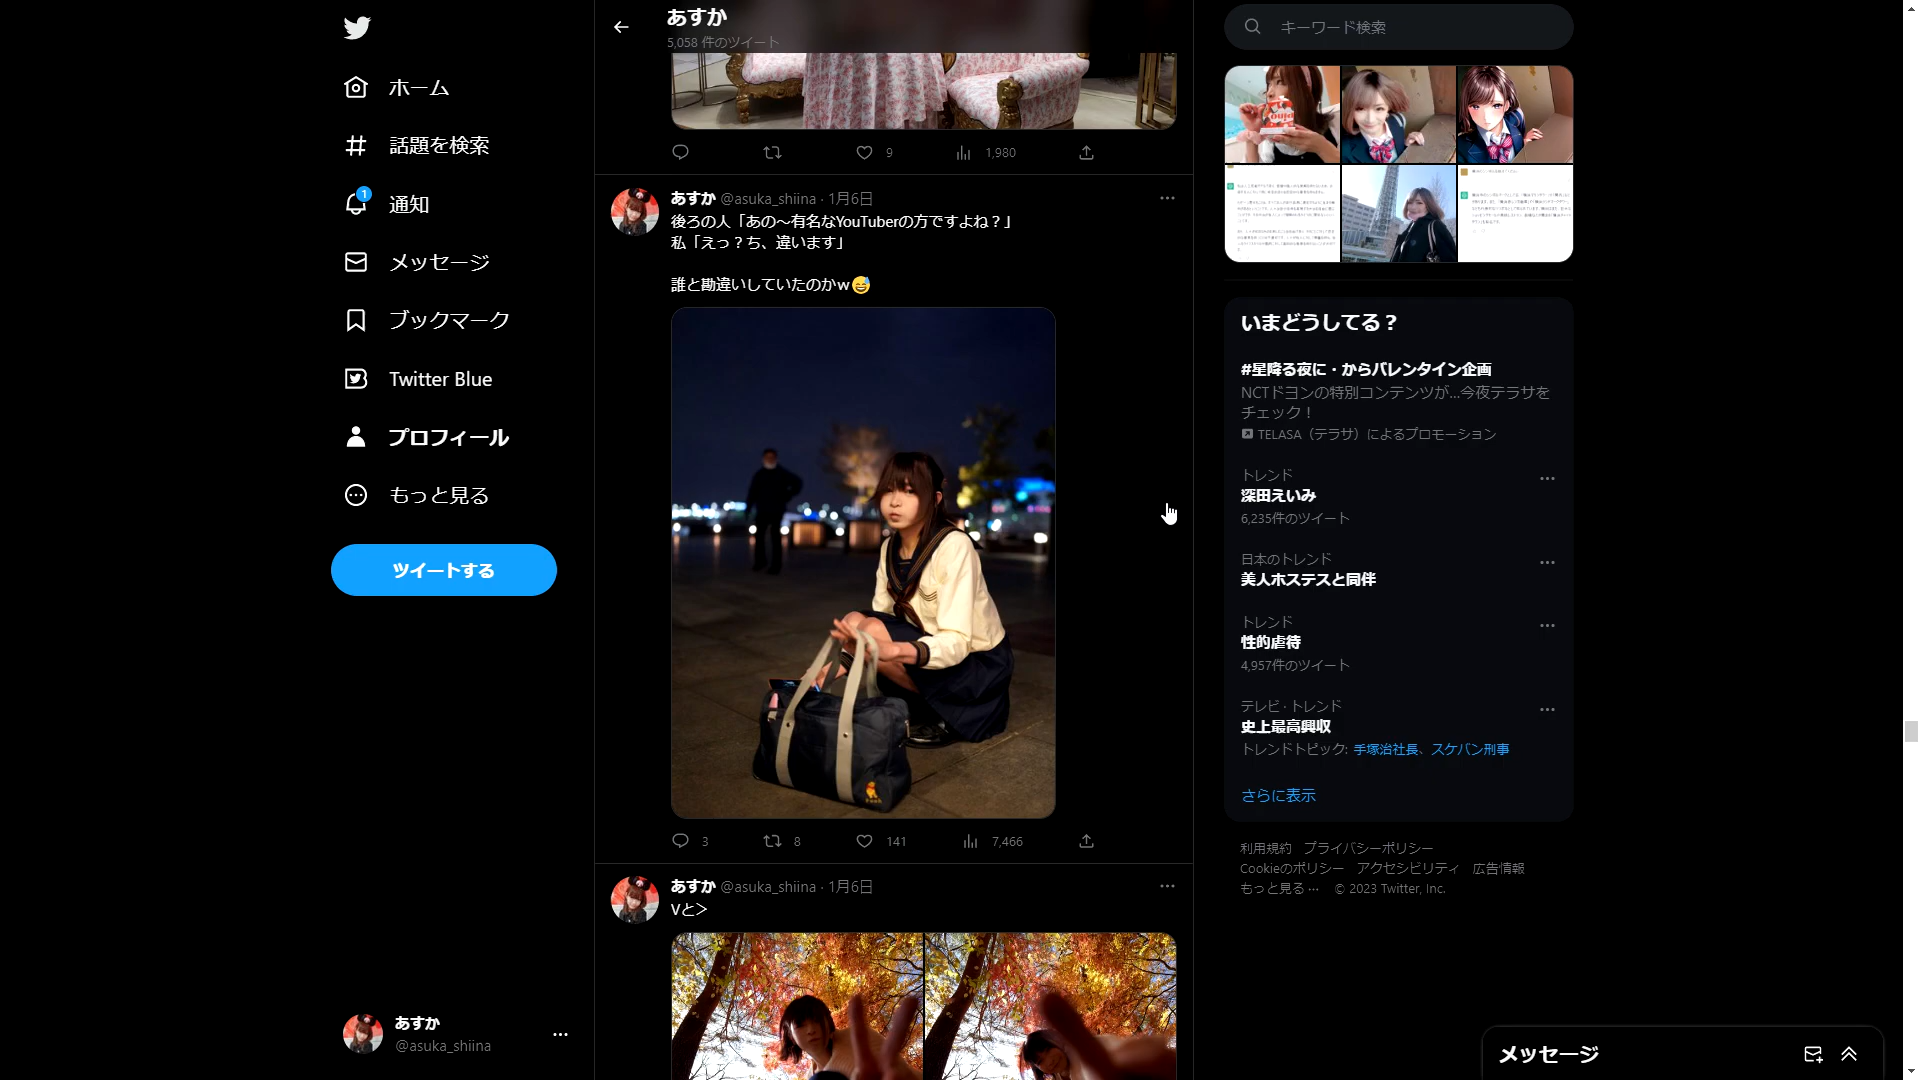 ホーム
話題を検索
1
通知
メッセージ
ブックマーク
Twitter Blue
プロフィール
もっと見る
ツイートする
あすか
@asuka_shiina
あすか
5,058 件のツイート
9
1,980
あすか @asuka_shiina · 1月6日
後ろの人「あの～有名なYouTuberの方ですよね？」
私「えっ？ち、違います」
誰と勘違いしていたのかw😅
3
8
141
7,466
あすか @asuka_shiina · 1月6日
Vと＞
キーワード検索
いまどうしてる？
#星降る夜に・からバレンタイン企画
NCTドヨンの特別コンテンツが…今夜テラサを
チェック！
TELASA（テラサ）によるプロモーション
トレンド
深田えいみ
6,235件のツイート
日本のトレンド
美人ホステスと同伴
トレンド
性的虐待
4,957件のツイート
テレビ · トレンド
史上最高興収
トレンドトピック: 手塚治社長、スケバン刑事
さらに表示
利用規約 プライバシーポリシー
Cookieのポリシー アクセシビリティ 広告情報
もっと見る ··· © 2023 Twitter, Inc.
メッセージ